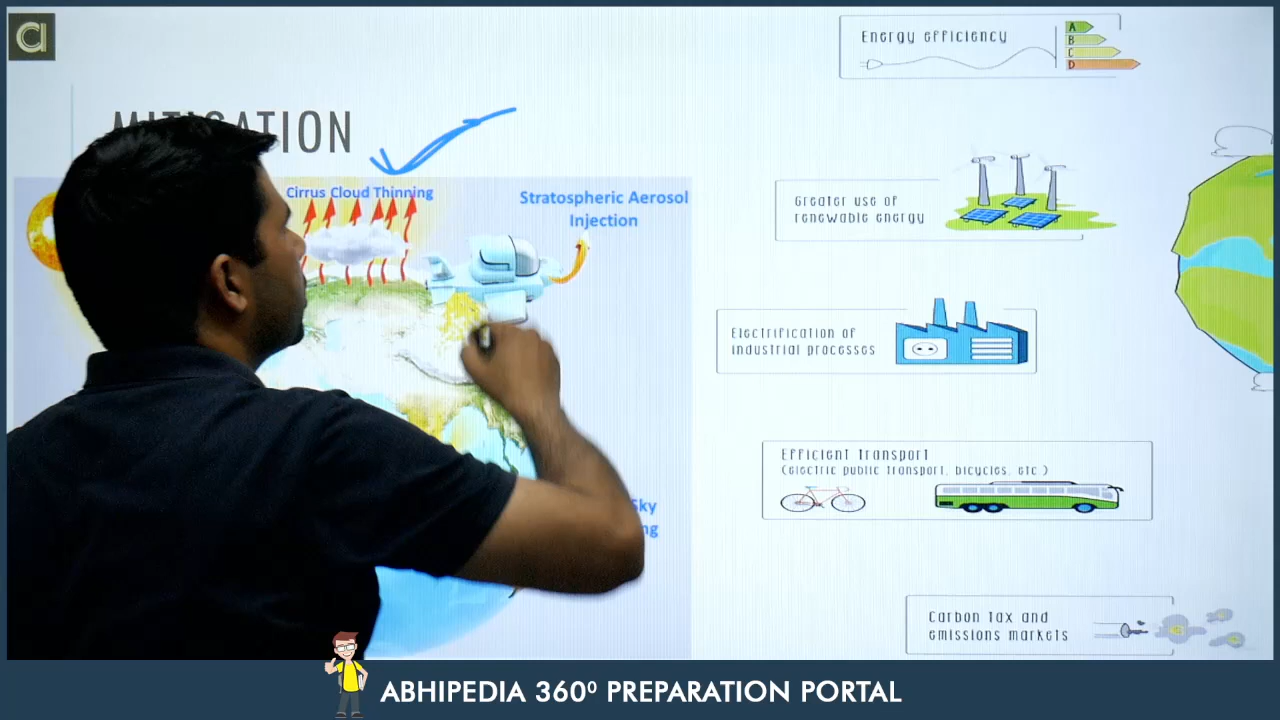 MITIGATION
Cirrus Cloud Thinning
Stratospheric Aerosol
Injection
Energy efficiency
A
B
C
D
Greater use of
renewable energy
Electrification of
industrial processes
Efficient transport
(electric public transport, bicycles, etc.)
Sky
Carbon tax and
emissions markets
ABHIPEDIA 360⁰ PREPARATION PORTAL